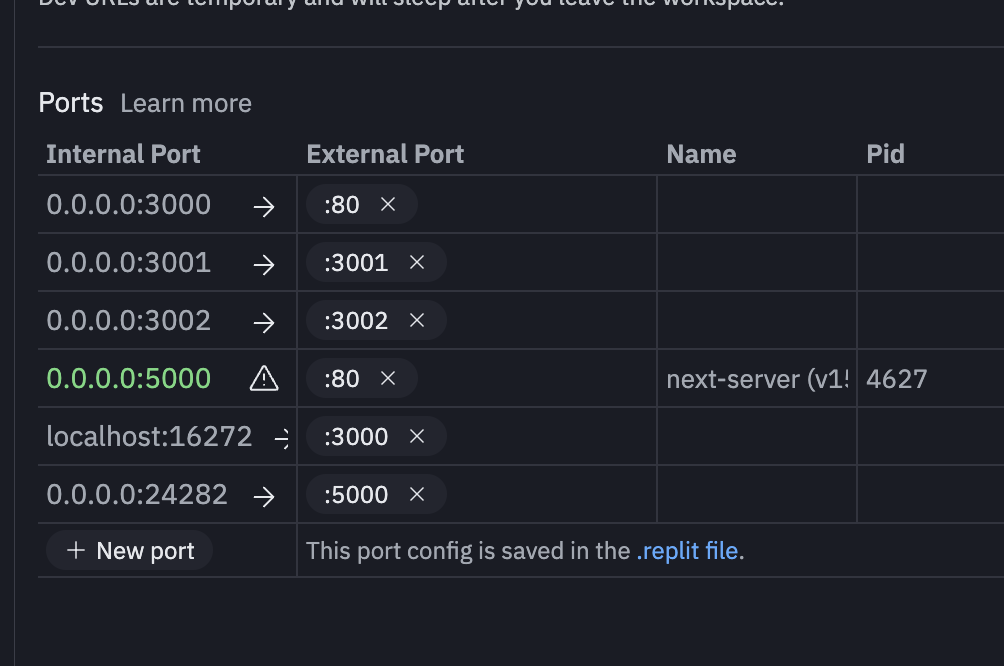 Dev URLs are temporary and will sleep after you leave the workspace.
Ports Learn more
Internal Port External Port Name Pid
0.0.0.0:3000 → :80 ×
0.0.0.0:3001 → :3001 ×
0.0.0.0:3002 → :3002 ×
0.0.0.0:5000 :80 × next-server (v15 4627
localhost:16272 → :3000 ×
0.0.0.0:24282 → :5000 ×
+ New port This port config is saved in the .replit file.